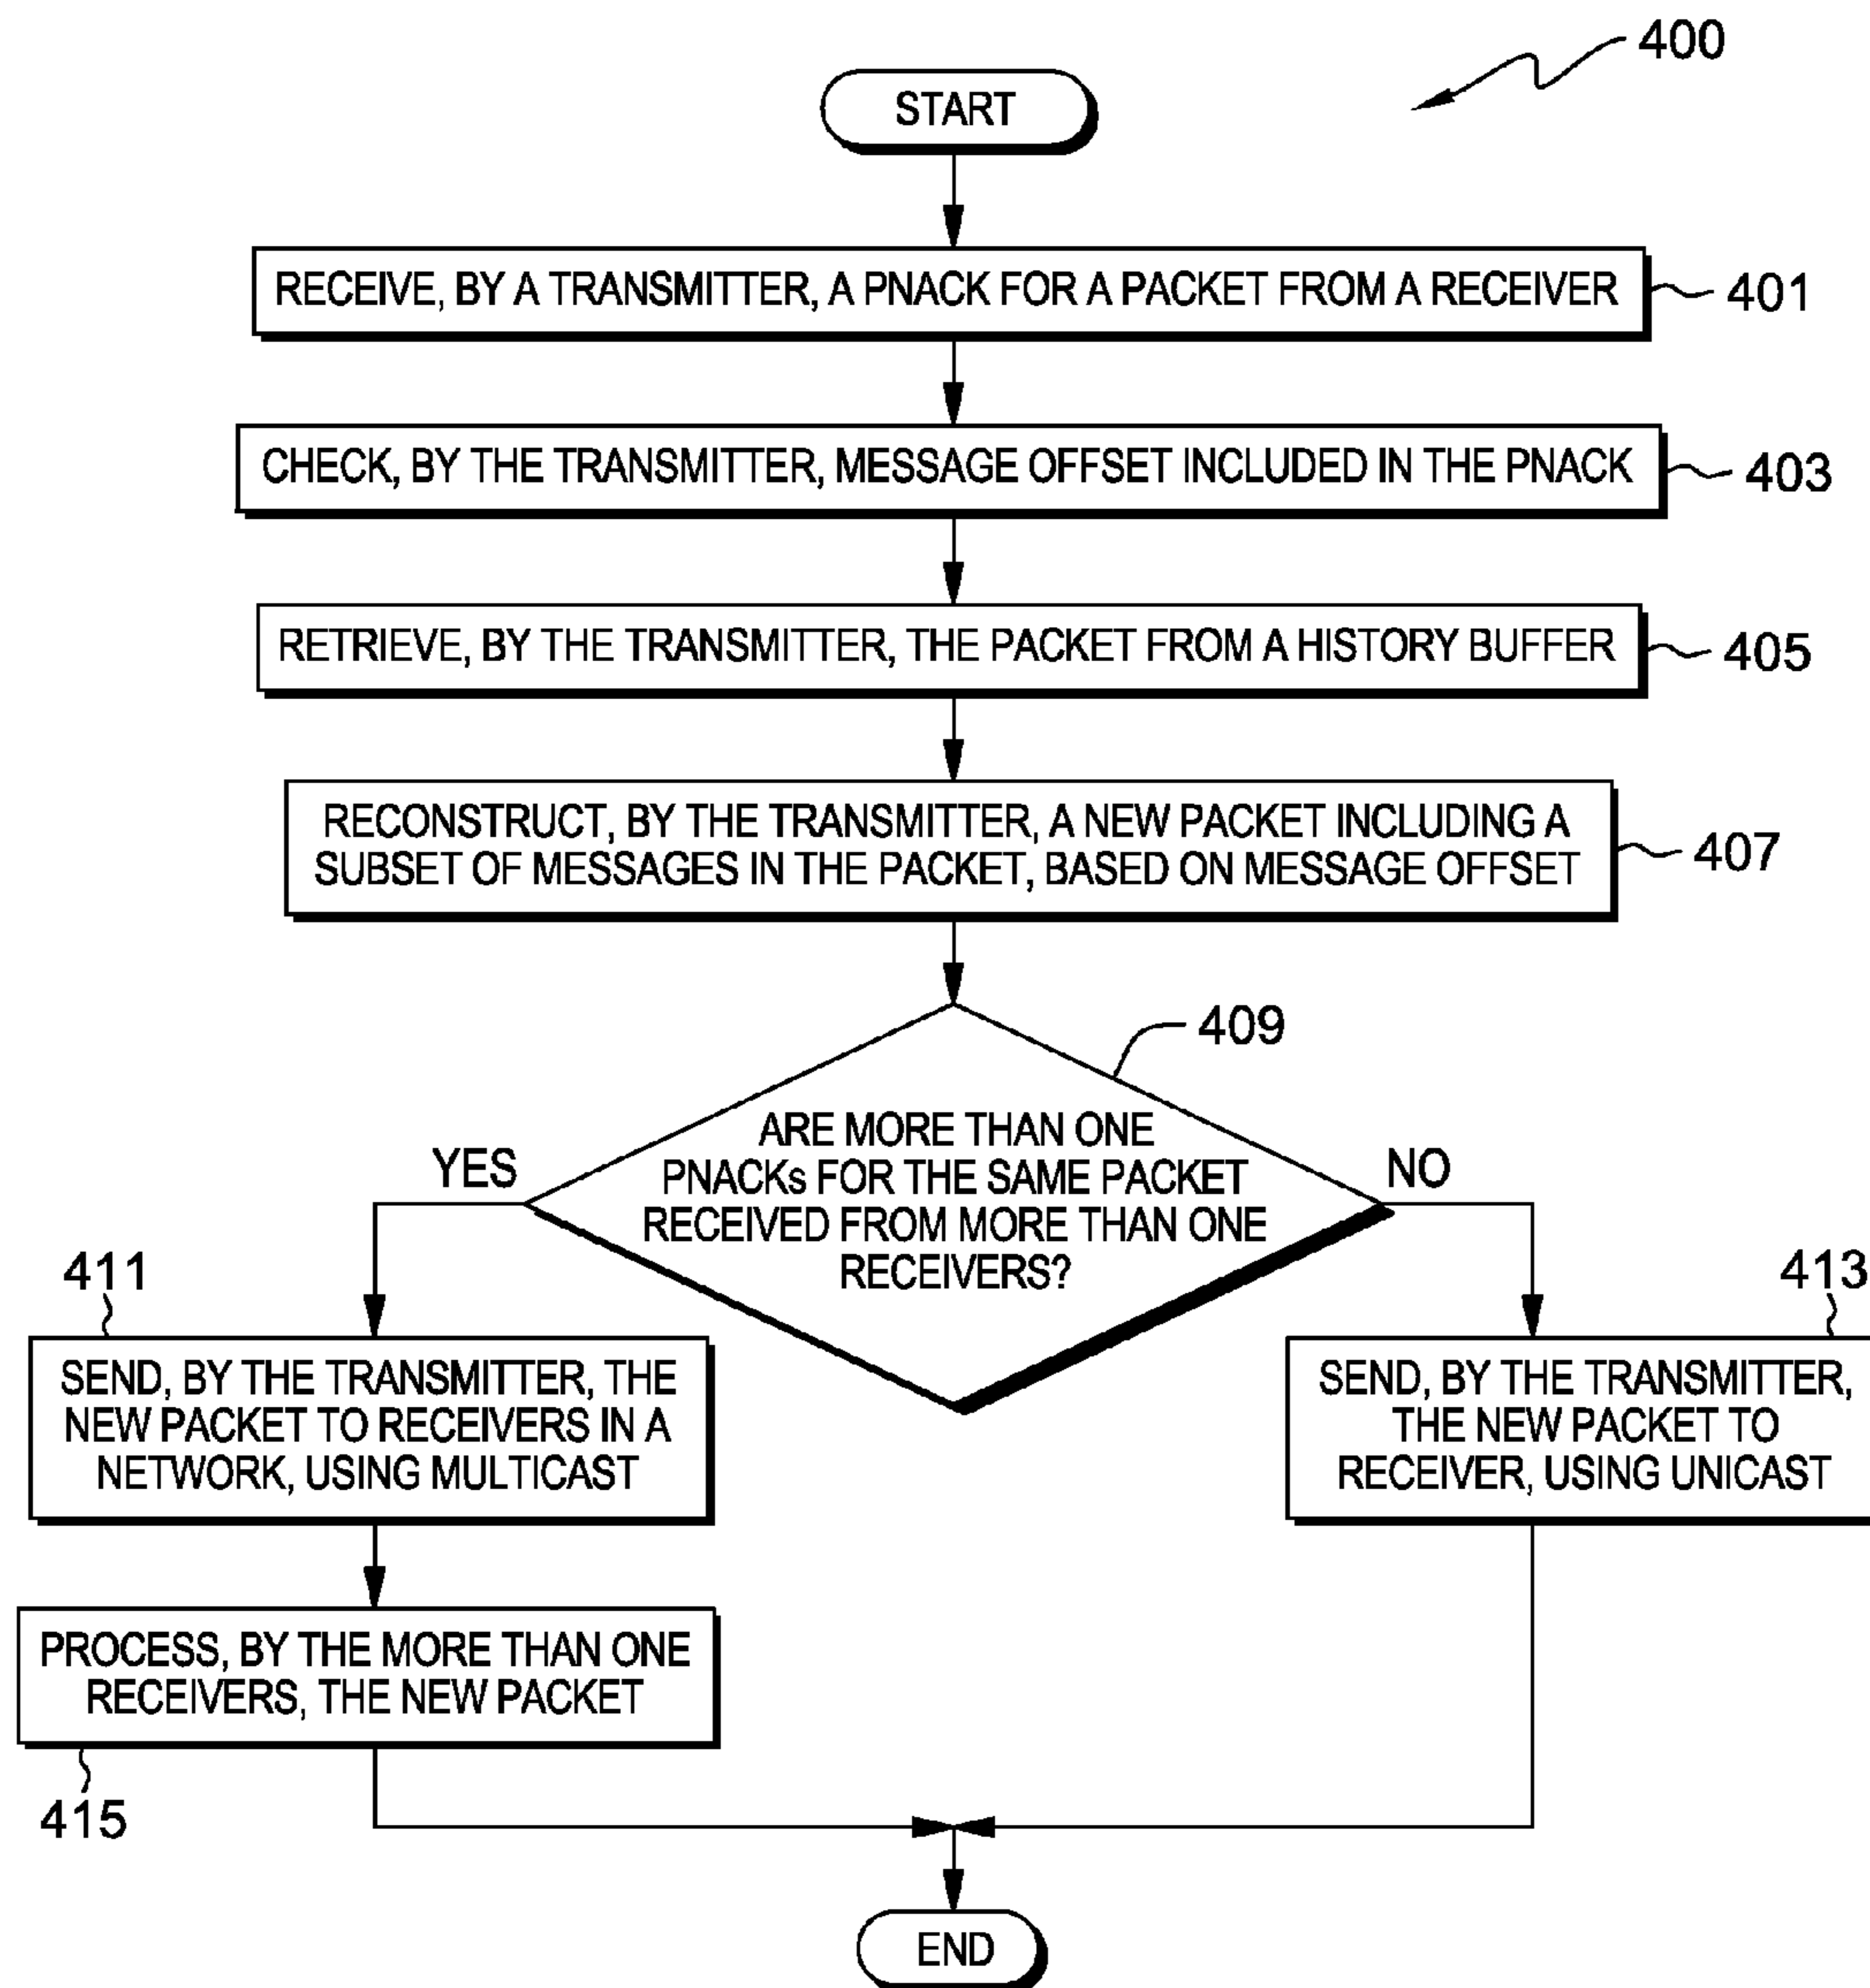 400
START
RECEIVE, BY A TRANSMITTER, A PNACK FOR A PACKET FROM A RECEIVER
401
CHECK, BY THE TRANSMITTER, MESSAGE OFFSET INCLUDED IN THE PNACK
403
RETRIEVE, BY THE TRANSMITTER, THE PACKET FROM A HISTORY BUFFER
405
RECONSTRUCT, BY THE TRANSMITTER, A NEW PACKET INCLUDING A
SUBSET OF MESSAGES IN THE PACKET, BASED ON MESSAGE OFFSET
407
409
ARE MORE THAN ONE
PNACKs FOR THE SAME PACKET
RECEIVED FROM MORE THAN ONE
RECEIVERS?
YES
NO
411
SEND, BY THE TRANSMITTER, THE
NEW PACKET TO RECEIVERS IN A
NETWORK, USING MULTICAST
413
SEND, BY THE TRANSMITTER,
THE NEW PACKET TO
RECEIVER, USING UNICAST
PROCESS, BY THE MORE THAN ONE
RECEIVERS, THE NEW PACKET
415
END